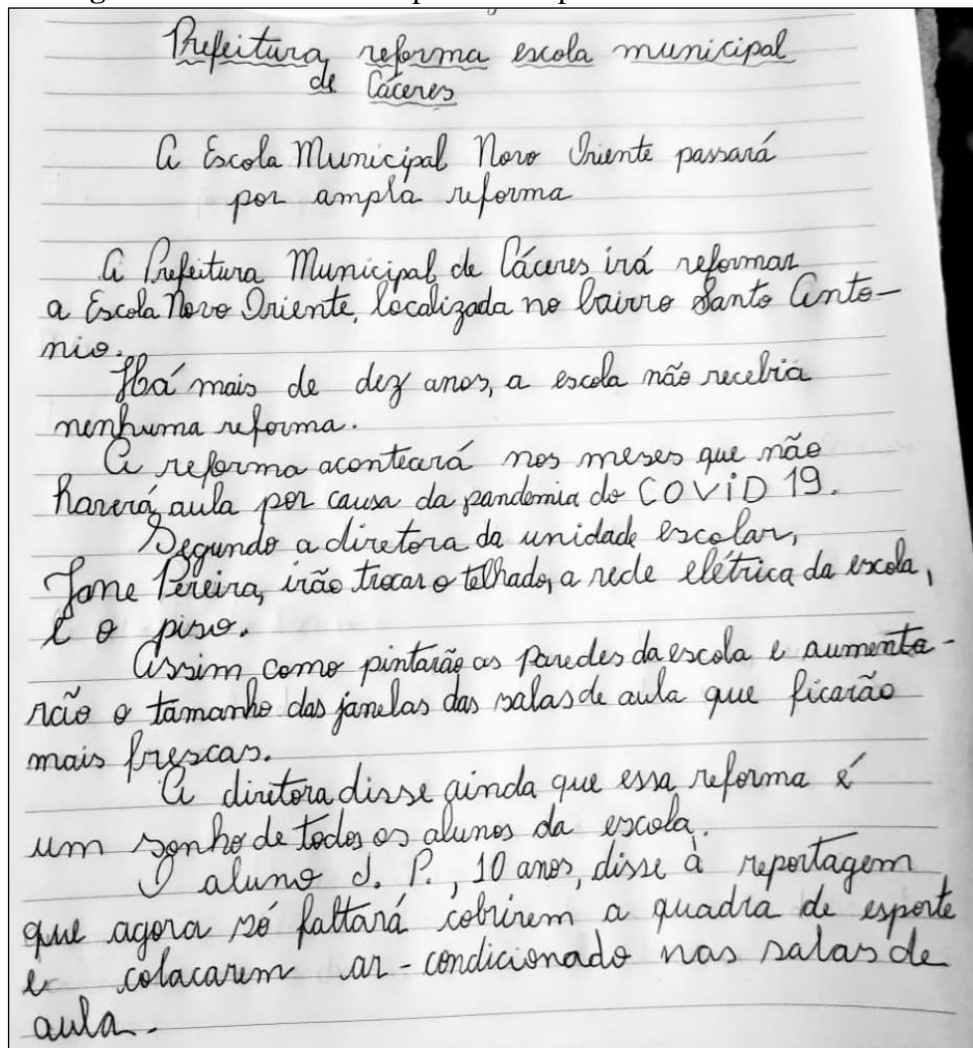 Prefeitura reforma escola municipal
de Cáceres
A Escola Municipal Novo Oriente passará
por ampla reforma
A Prefeitura Municipal de Cáceres irá reformar
a Escola Novo Oriente, localizada no bairro Santo Anto-
nio.
Há mais de dez anos, a escola não recebia
nenhuma reforma.
A reforma aconteará nos meses que não
haverá aula por causa da pandemia do COViD 19.
Segundo a diretora da unidade escolar,
Jane Pereira, irão trocar o telhado, a rede elétrica da escola,
e o piso.
Assim como pintarão as paredes da escola e aumenta-
rão o tamanho das janelas das salas de aula que ficarão
mais frescas.
A diretora disse ainda que essa reforma é
um sonho de todos os alunos da escola.
O aluno J. P., 10 anos, disse à reportagem
que agora só faltará cobrirem a quadra de esporte
e colacarem ar-condicionado nas salas de
aula.